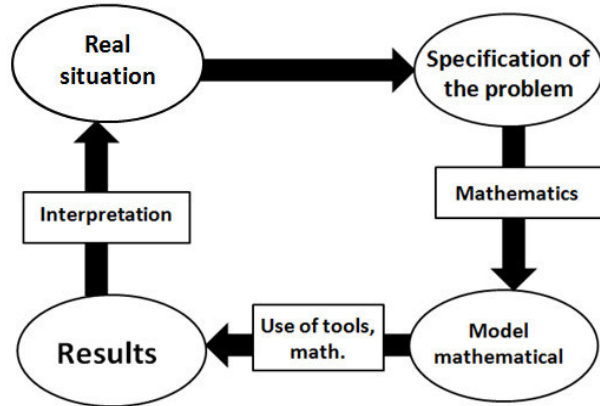 Real
situation
Specification of
the problem
Mathematics
Interpretation
Use of tools,
math.
Results
Model
mathematical